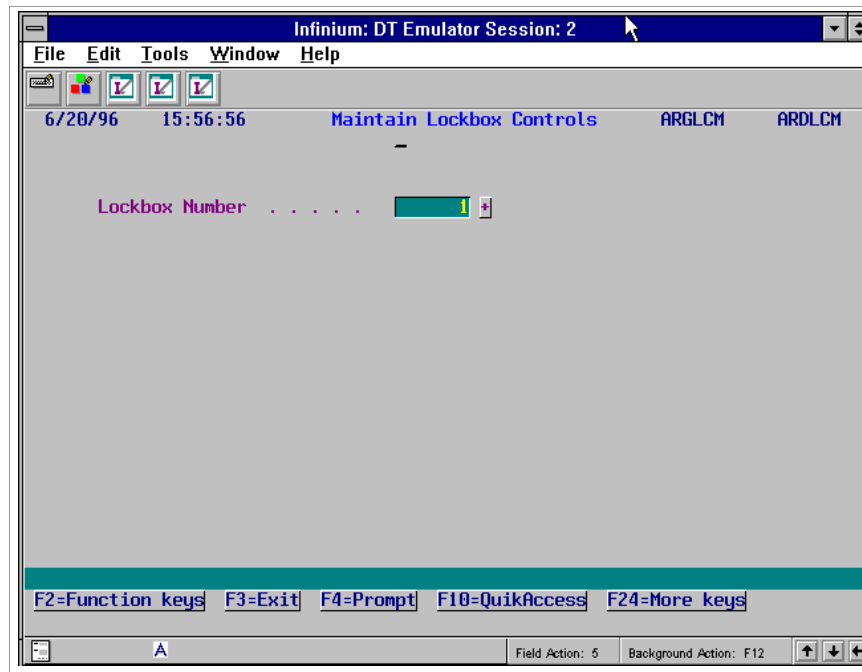 Infinium: DT Emulator Session: 2
File Edit Tools Window Help
6/20/96 15:56:56 Maintain Lockbox Controls ARGLCM ARDLCM
Lockbox Number . . . . . 1 +
F2=Function keys F3=Exit F4=Prompt F10=QuikAccess F24=More keys
A Field Action: 5 Background Action: F12